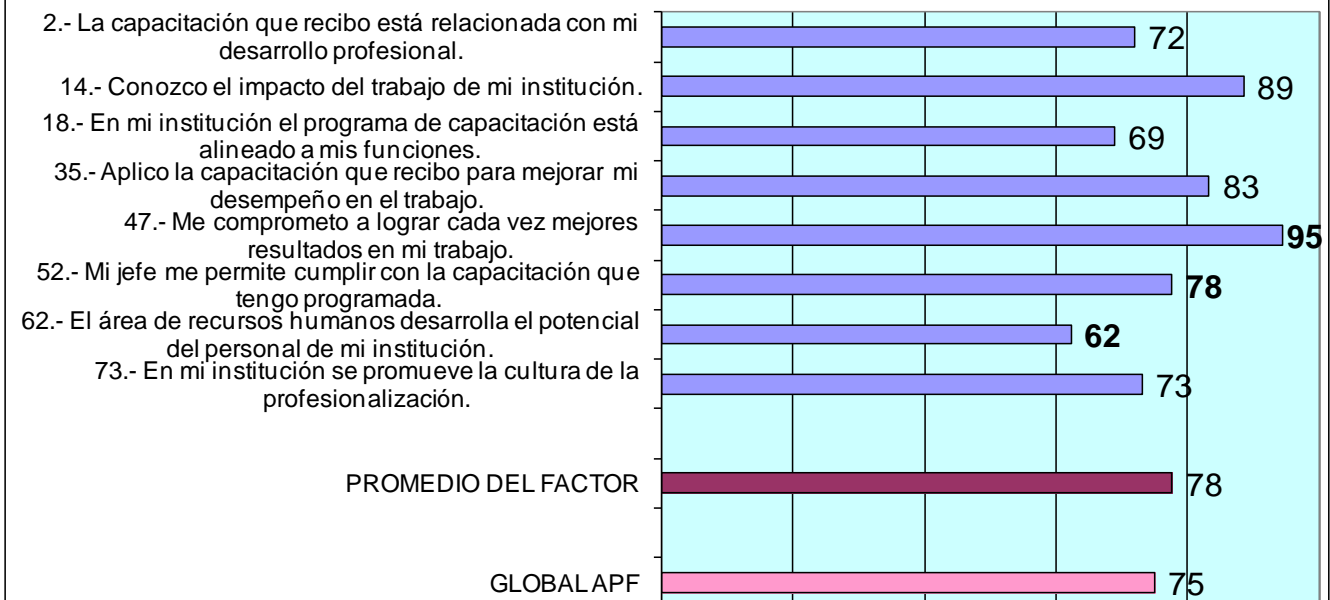 2.- La capacitación que recibo está relacionada con mi
desarrollo profesional.
72
14.- Conozco el impacto del trabajo de mi institución.
89
18.- En mi institución el programa de capacitación está
alineado a mis funciones.
69
35.- Aplico la capacitación que recibo para mejorar mi
desempeño en el trabajo.
83
47.- Me comprometo a lograr cada vez mejores
resultados en mi trabajo.
95
52.- Mi jefe me permite cumplir con la capacitación que
tengo programada.
78
62.- El área de recursos humanos desarrolla el potencial
del personal de mi institución.
62
73.- En mi institución se promueve la cultura de la
profesionalización.
73
PROMEDIO DEL FACTOR
78
GLOBAL APF
75